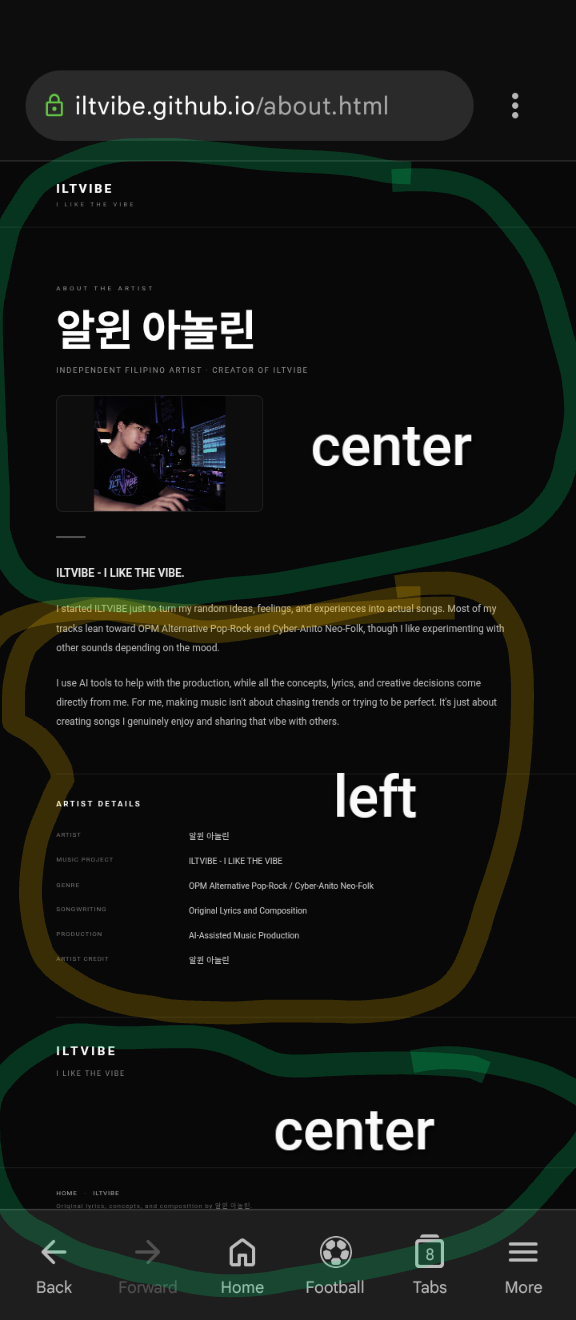 iltvibe.github.io/about.html
ILTVIBE
I LIKE THE VIBE
ABOUT THE ARTIST
알윈 아놀린
INDEPENDENT FILIPINO ARTIST · CREATOR OF ILTVIBE
ILTVIBE
center
ILTVIBE - I LIKE THE VIBE.
I started ILTVIBE just to turn my random ideas, feelings, and experiences into actual songs. Most of my
tracks lean toward OPM Alternative Pop-Rock and Cyber-Anito Neo-Folk, though I like experimenting with
other sounds depending on the mood.
I use AI tools to help with the production, while all the concepts, lyrics, and creative decisions come
directly from me. For me, making music isn't about chasing trends or trying to be perfect. It's just about
creating songs I genuinely enjoy and sharing that vibe with others.
left
ARTIST DETAILS
ARTIST 알윈 아놀린
MUSIC PROJECT ILTVIBE - I LIKE THE VIBE
GENRE OPM Alternative Pop-Rock / Cyber-Anito Neo-Folk
SONGWRITING Original Lyrics and Composition
PRODUCTION AI-Assisted Music Production
ARTIST CREDIT 알윈 아놀린
ILTVIBE
I LIKE THE VIBE
center
HOME ILTVIBE
Original lyrics, concepts, and composition by 알윈 아놀린
8
Back Forward Home Football Tabs More